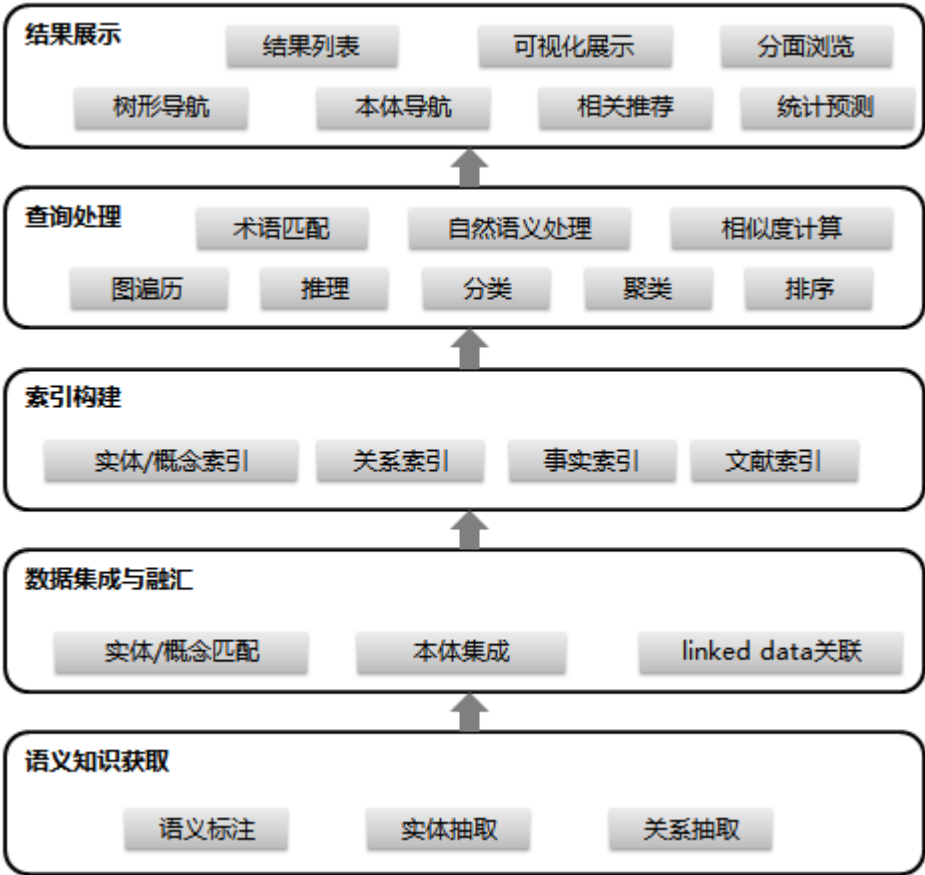 结果展示
结果列表 可视化展示 分面浏览
树形导航 本体导航 相关推荐 统计预测
查询处理
术语匹配 自然语义处理 相似度计算
图遍历 推理 分类 聚类 排序
索引构建
实体/概念索引 关系索引 事实索引 文献索引
数据集成与融汇
实体/概念匹配 本体集成 linked data关联
语义知识获取
语义标注 实体抽取 关系抽取